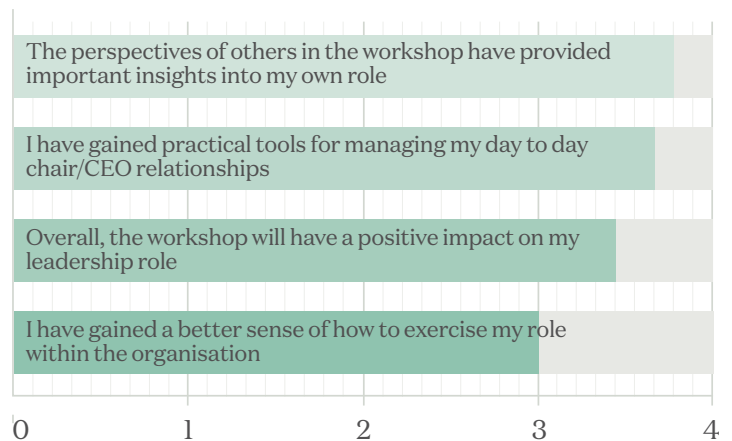 The perspectives of others in the workshop have provided
important insights into my own role
I have gained practical tools for managing my day to day
chair/CEO relationships
Overall, the workshop will have a positive impact on my
leadership role
I have gained a better sense of how to exercise my role
within the organisation
0 1 2 3 4